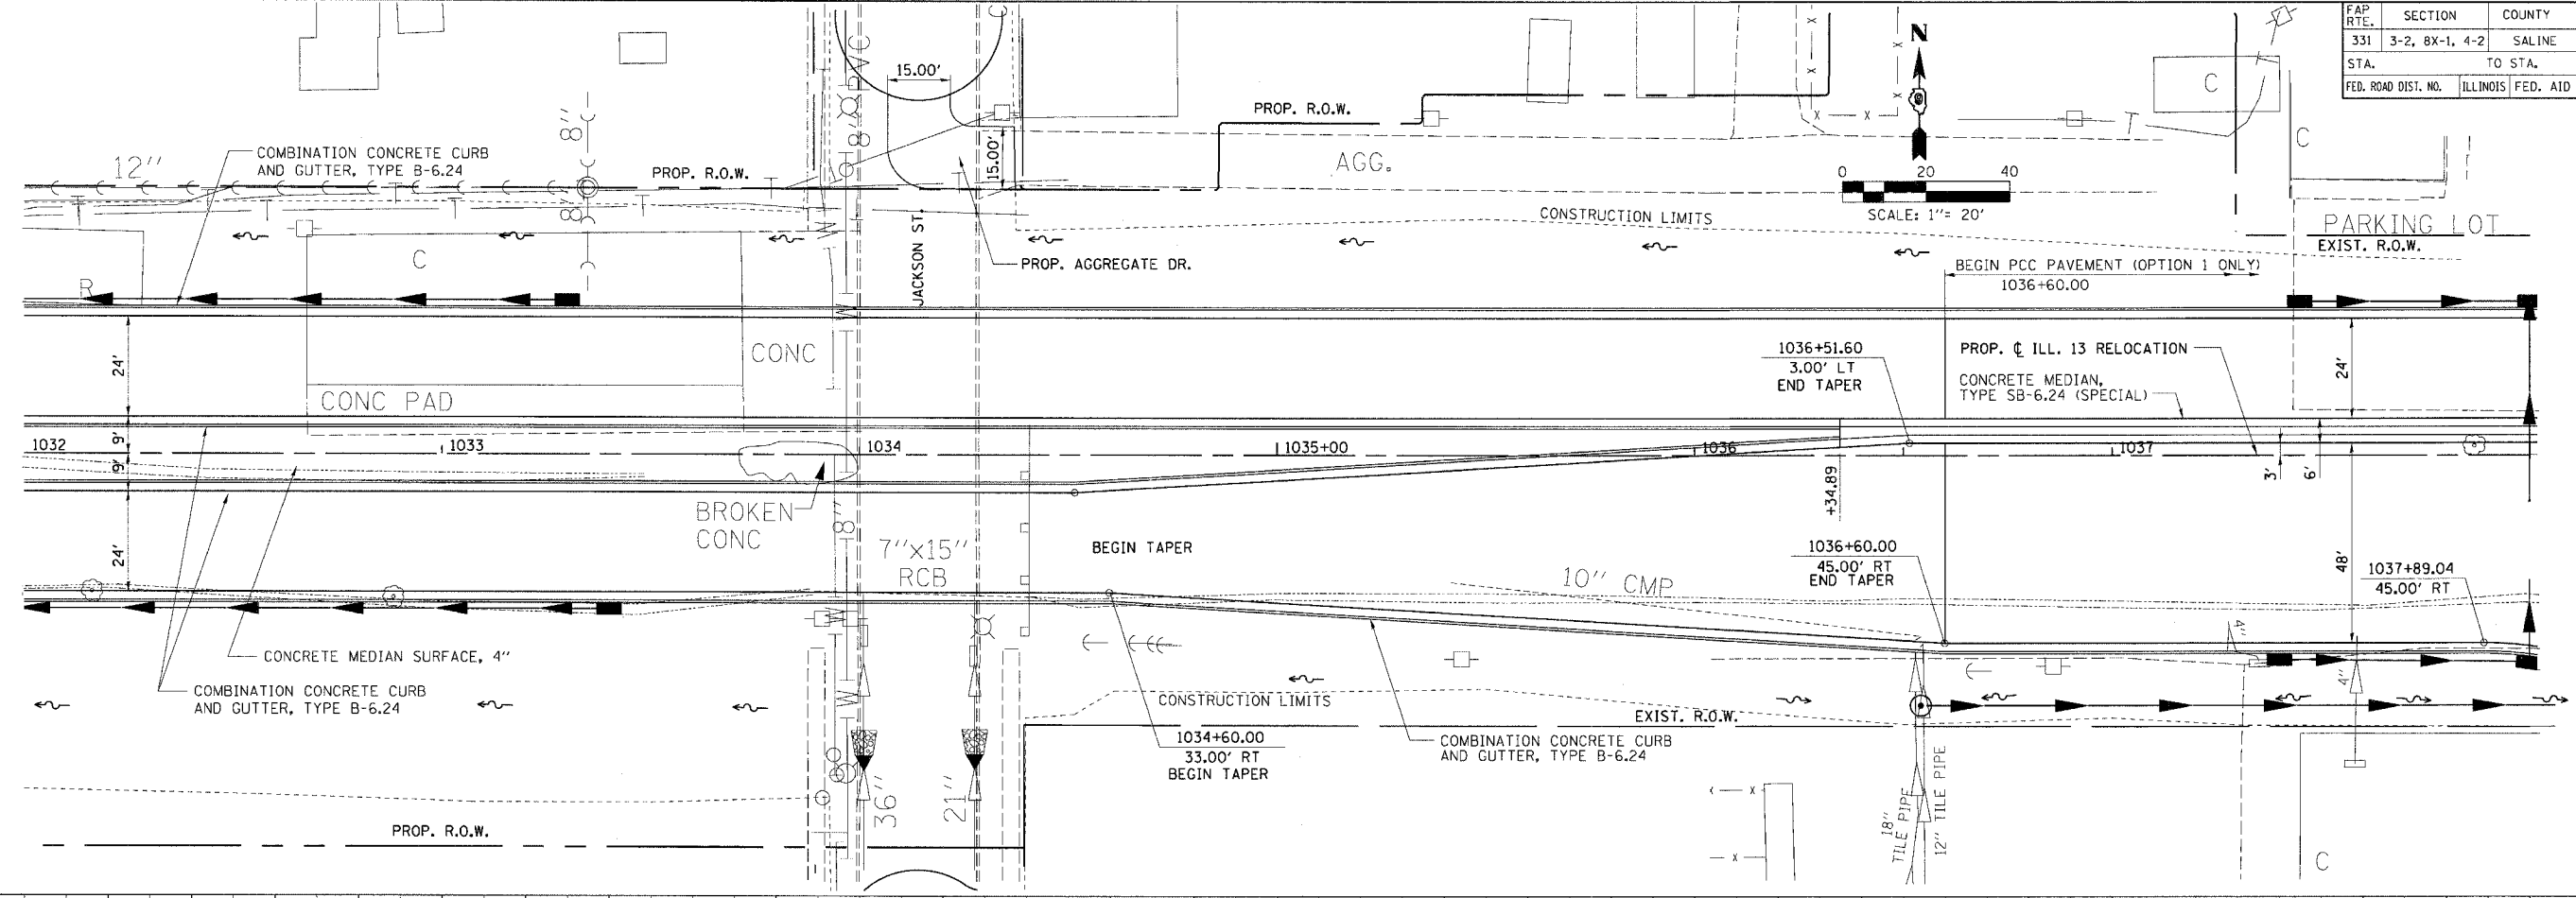 FAP RTE. SECTION COUNTY
331 3-2, 8X-1, 4-2 SALINE
STA. TO STA.
FED. ROAD DIST. NO. ILLINOIS FED. AID
N
15.00'
15.00'
PVC
8"
C
C
C
PROP. R.O.W.
AGG.
0 20 40
SCALE: 1"= 20'
12"
8"
8"
COMBINATION CONCRETE CURB
AND GUTTER, TYPE B-6.24
PROP. R.O.W.
JACKSON ST.
CONSTRUCTION LIMITS
PARKING LOT
EXIST. R.O.W.
C
PROP. AGGREGATE DR.
BEGIN PCC PAVEMENT (OPTION 1 ONLY)
1036+60.00
R
24'
CONC
CONC PAD
1036+51.60
3.00' LT
END TAPER
PROP. ℄ ILL. 13 RELOCATION
CONCRETE MEDIAN,
TYPE SB-6.24 (SPECIAL)
24'
1032
9'
9'
1033
1034
1035+00
1036
1037
3'
6'
+34.89
BROKEN
CONC
8"
24'
7"x15"
RCB
BEGIN TAPER
1036+60.00
45.00' RT
END TAPER
10" CMP
48'
1037+89.04
45.00' RT
4"
4"
CONCRETE MEDIAN SURFACE, 4"
COMBINATION CONCRETE CURB
AND GUTTER, TYPE B-6.24
CONSTRUCTION LIMITS
EXIST. R.O.W.
1034+60.00
33.00' RT
BEGIN TAPER
COMBINATION CONCRETE CURB
AND GUTTER, TYPE B-6.24
36"
21"
18"
TILE PIPE
12" TILE PIPE
PROP. R.O.W.
C